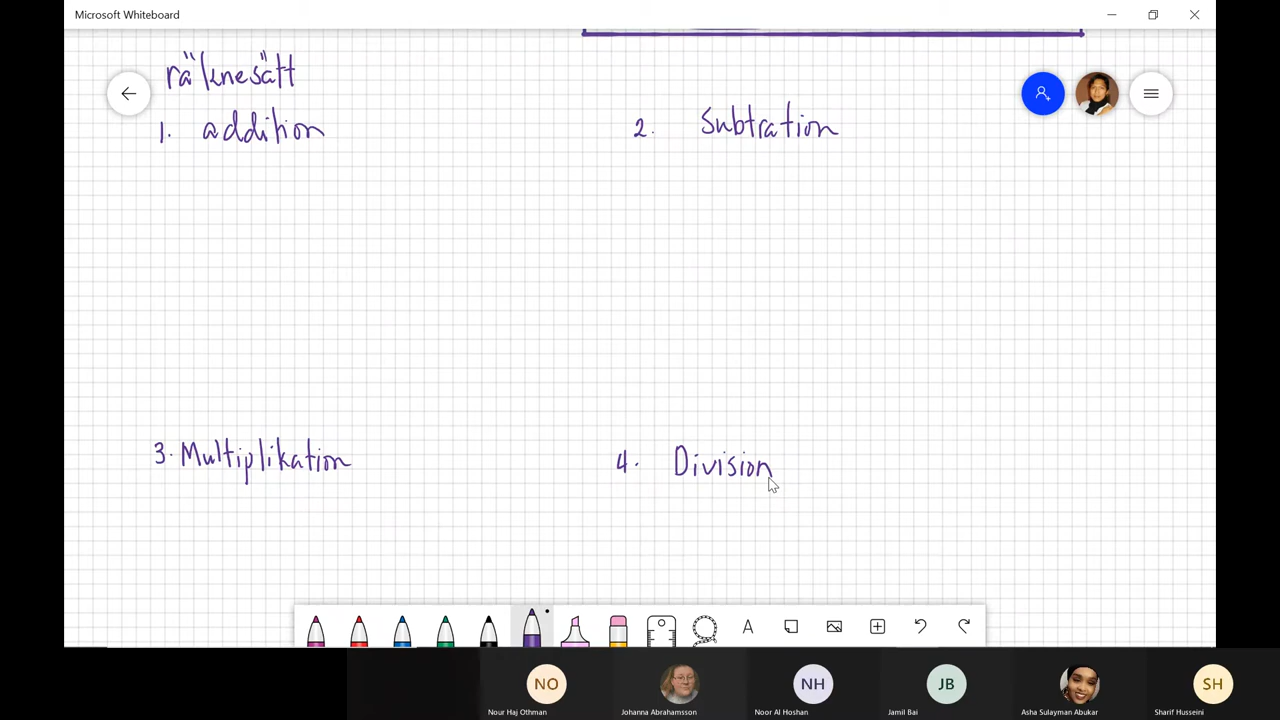 Microsoft Whiteboard
räknesätt
1. addition
2. Subtration
3. Multiplikation
4. Division
A
NO
NH
JB
SH
Nour Haj Othman
Johanna Abrahamsson
Noor Al Hoshan
Jamil Bai
Asha Sulayman Abukar
Sharif Husseini